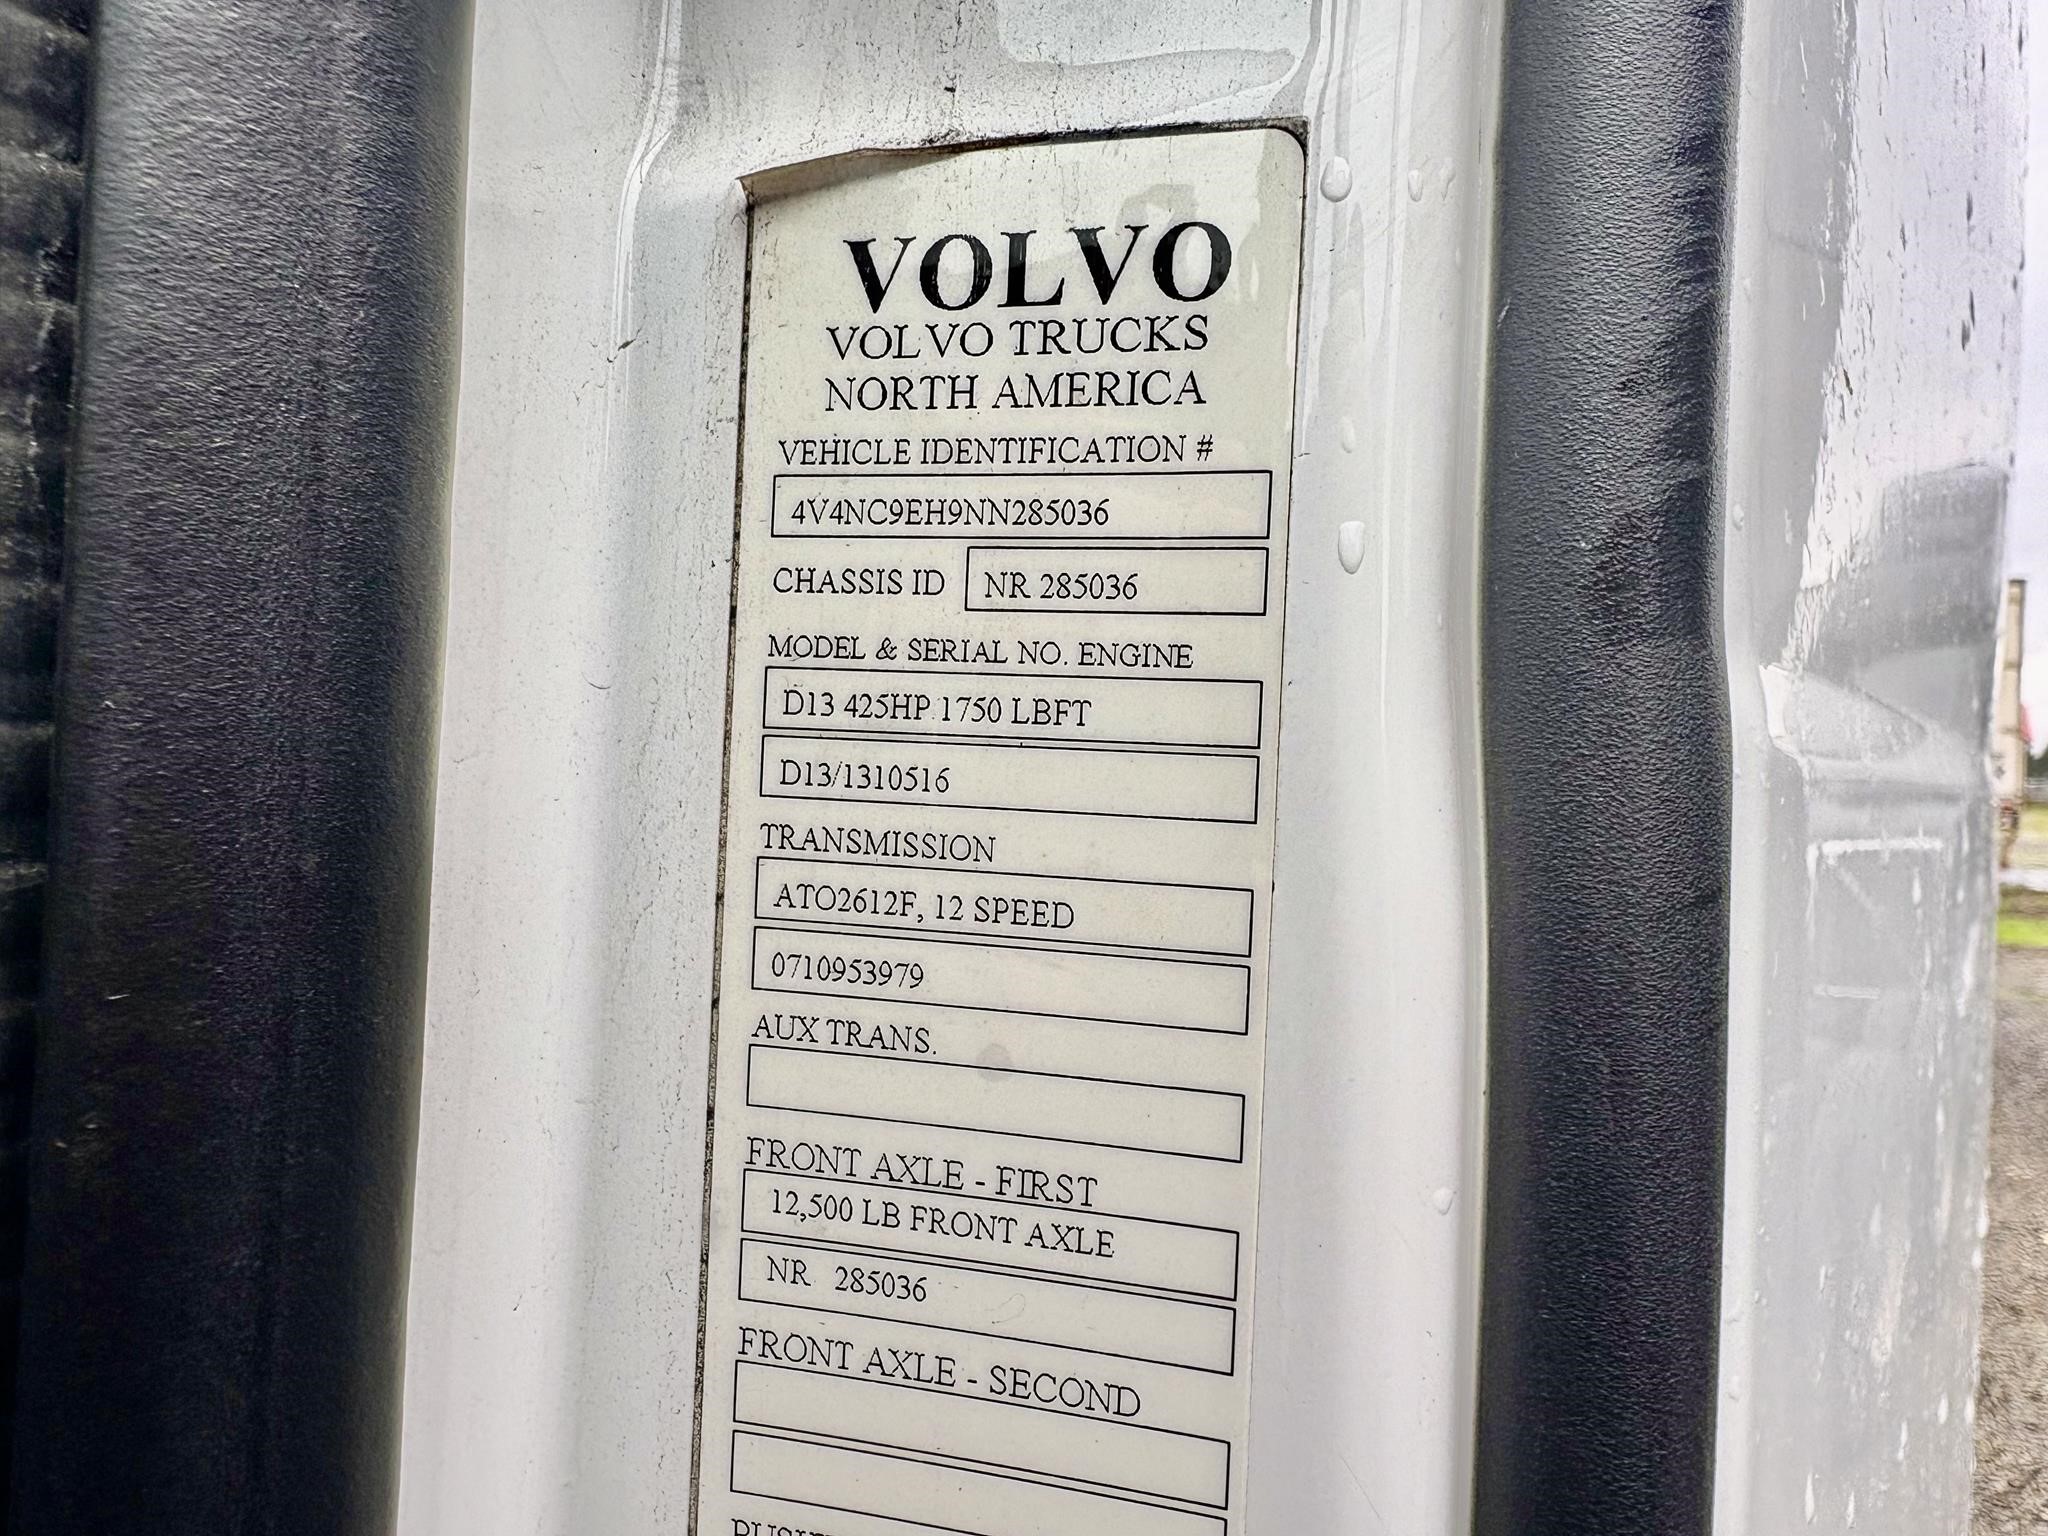 VOLVO
VOLVO TRUCKS
NORTH AMERICA
VEHICLE IDENTIFICATION #
4V4NC9EH9NN285036
CHASSIS ID NR 285036
MODEL & SERIAL NO. ENGINE
D13 425HP 1750 LBFT
D13/1310516
TRANSMISSION
ATO2612F, 12 SPEED
0710953979
AUX TRANS.
FRONT AXLE - FIRST
12,500 LB FRONT AXLE
NR 285036
FRONT AXLE - SECOND